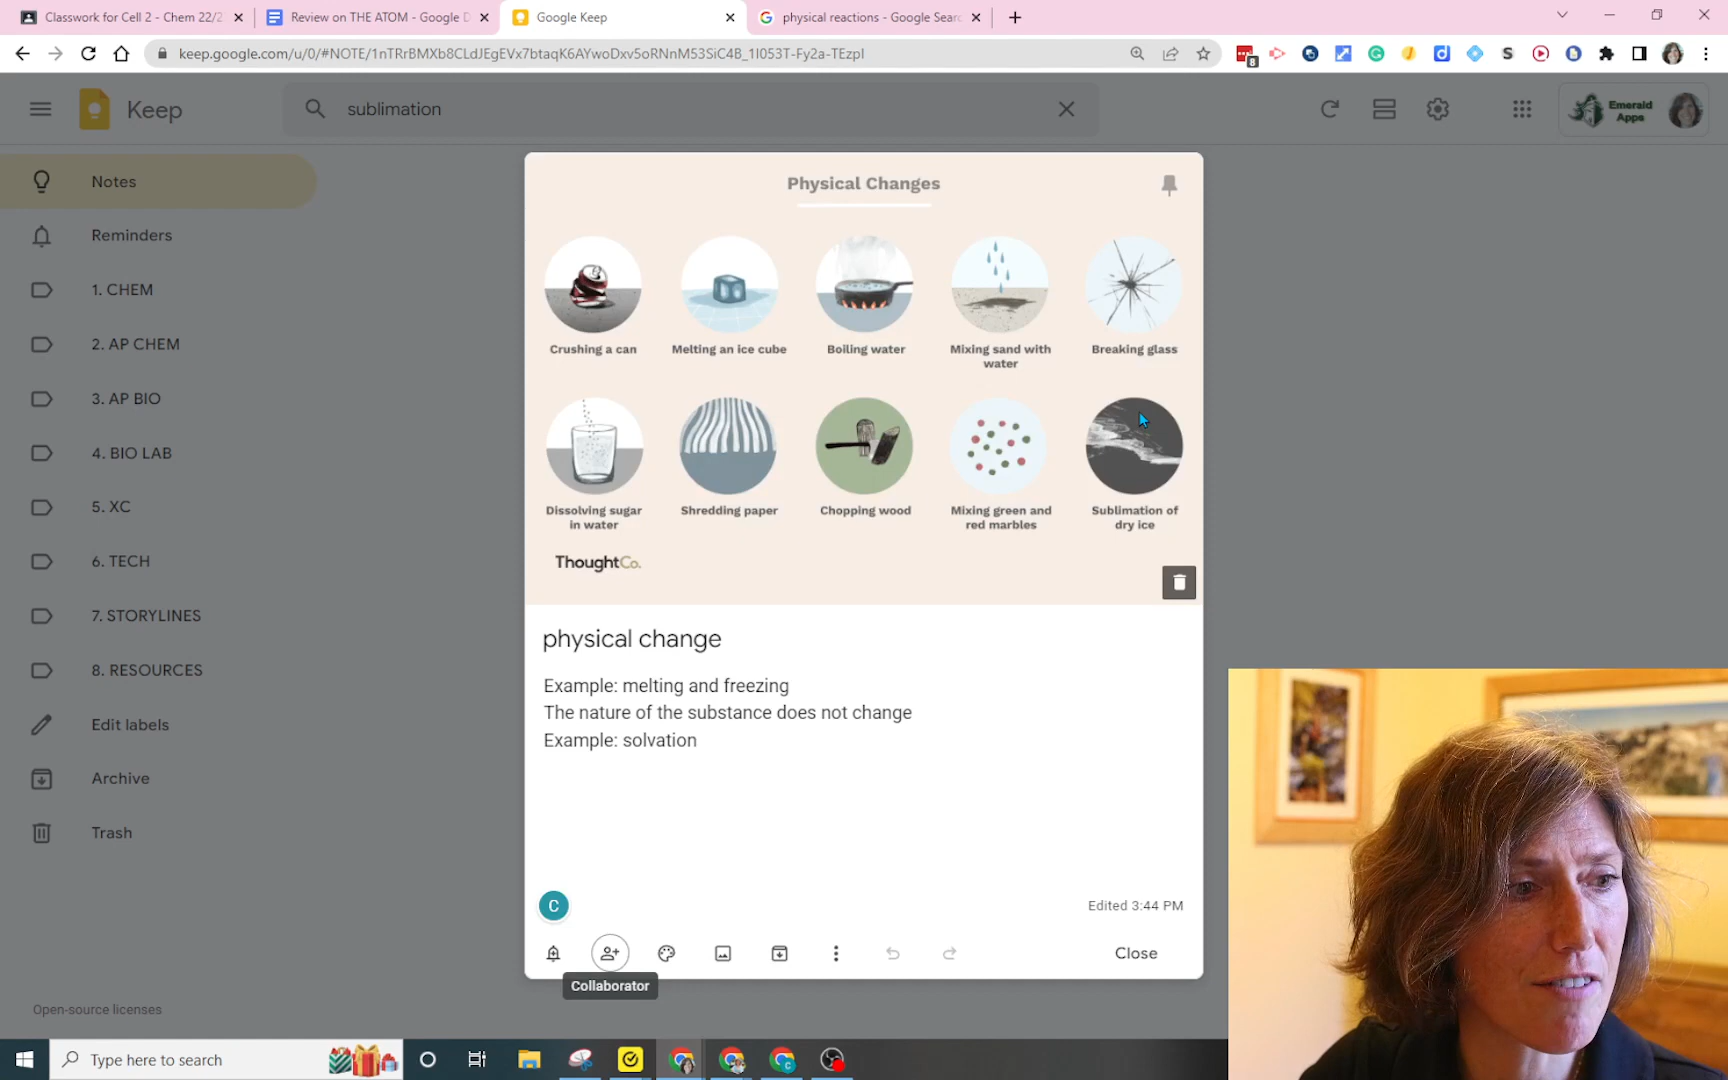 Classwork for Cell 2 - Chem 22/2
Review on THE ATOM - Google D
Google Keep
physical reactions - Google Searc
keep.google.com/u/0/#NOTE/1nTRrBMXb8CLdJEgEVx7btaqK6AYwoDxv5oRNnM53SiC4B_1I053T-Fy2a-TEzpI
8
Keep
sublimation
Emerald
Apps
Notes
Reminders
1. CHEM
2. AP CHEM
3. AP BIO
4. BIO LAB
5. XC
6. TECH
7. STORYLINES
8. RESOURCES
Edit labels
Archive
Trash
Open-source licenses
Physical Changes
Crushing a can
Melting an ice cube
Boiling water
Mixing sand with
water
Breaking glass
Dissolving sugar
in water
Shredding paper
Chopping wood
Mixing green and
red marbles
Sublimation of
dry ice
ThoughtCo.
physical change
Example: melting and freezing
The nature of the substance does not change
Example: solvation
C
Edited 3:44 PM
Close
Collaborator
Type here to search